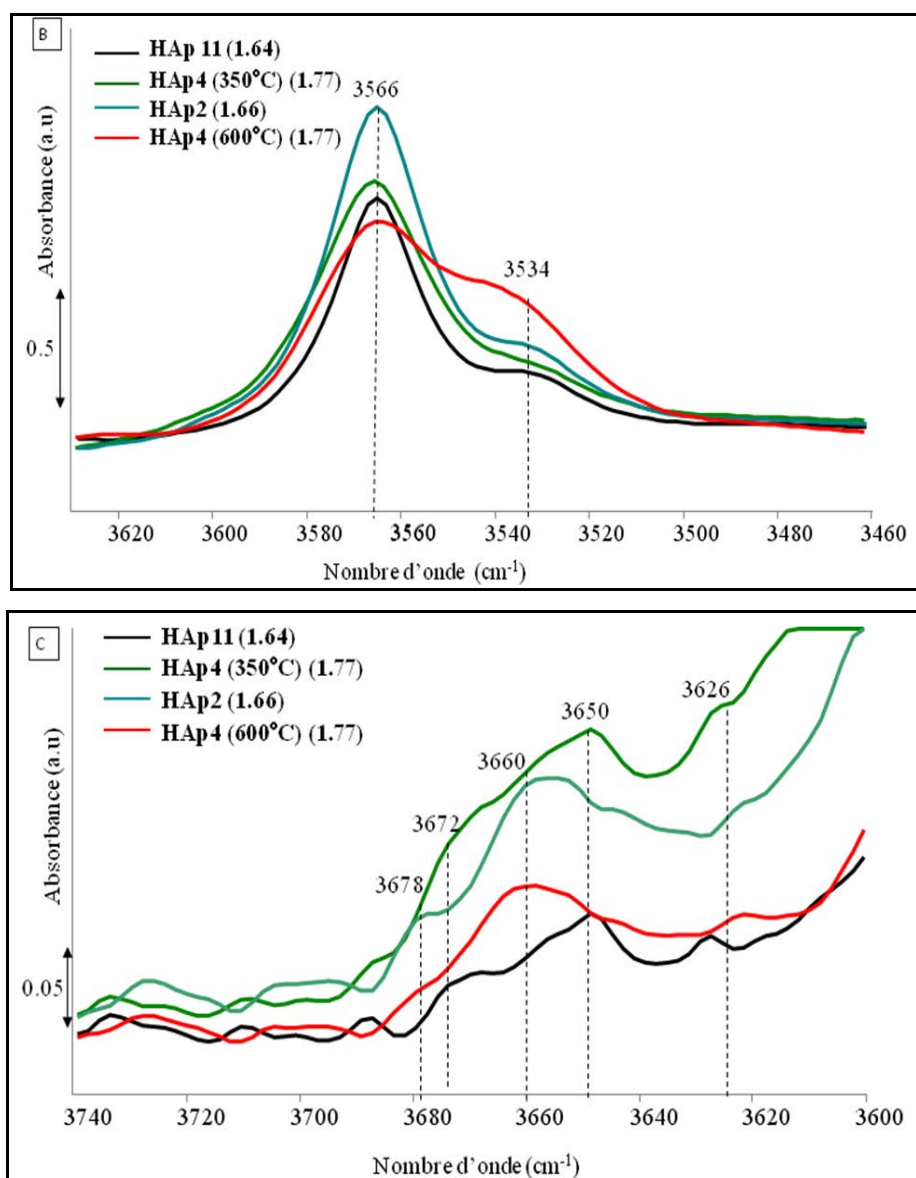 B
HAp 11 (1.64)
HAp4 (350°C) (1.77)
HAp2 (1.66)
HAp4 (600°C) (1.77)
3566
3534
Absorbance (a.u)
0.5
3620 3600 3580 3560 3540 3520 3500 3480 3460
Nombre d'onde (cm-1)
C
HAp 11 (1.64)
HAp4 (350°C) (1.77)
HAp2 (1.66)
HAp4 (600°C) (1.77)
3626
3650
3660
3672
3678
Absorbance (a.u)
0.05
3740 3720 3700 3680 3660 3640 3620 3600
Nombre d'onde (cm-1)